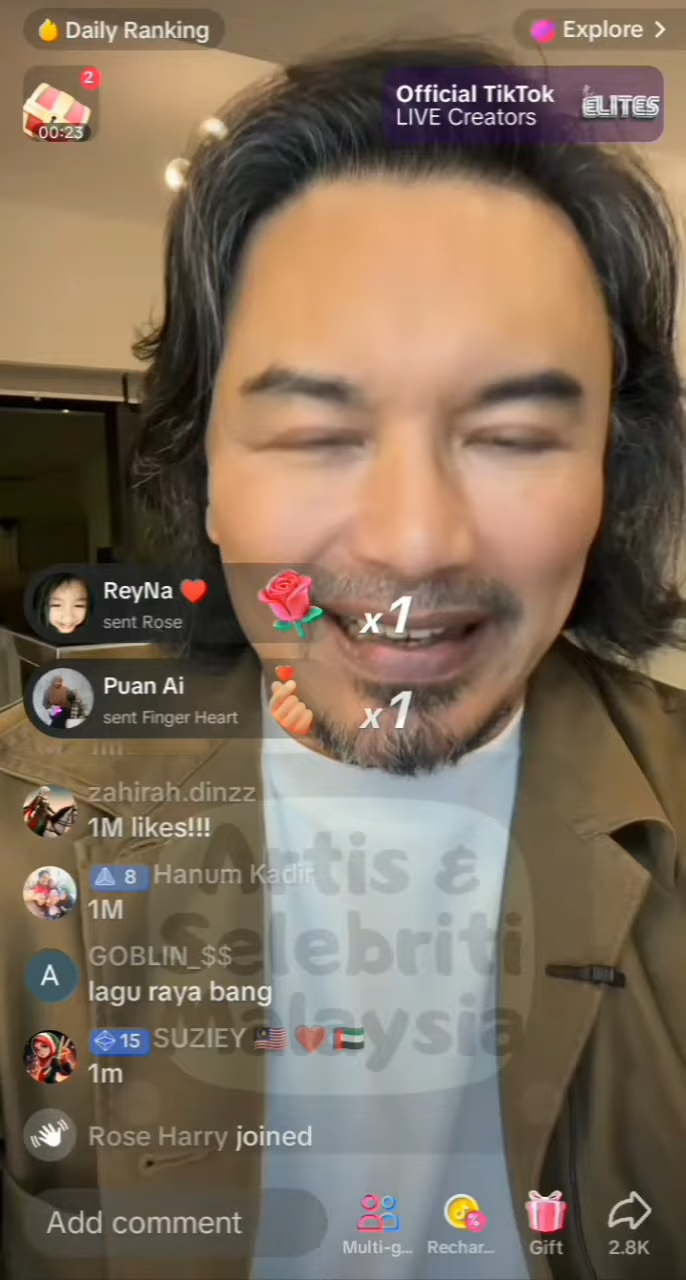 Daily Ranking
Explore >
2
00:23
Official TikTok
LIVE Creators
ELITES
ReyNa ❤️
sent Rose
x1
Puan Ai
sent Finger Heart
x1
zahirah.dinzz
1M likes!!!
8 Hanum Kadir
1M
A
GOBLIN_$$
lagu raya bang
15 SUZIEY 🇲🇾 ❤️ 🇦🇪
1m
Rose Harry joined
Artis &
Selebriti
Malaysia
Add comment
Multi-g...
Rechar...
Gift
2.8K